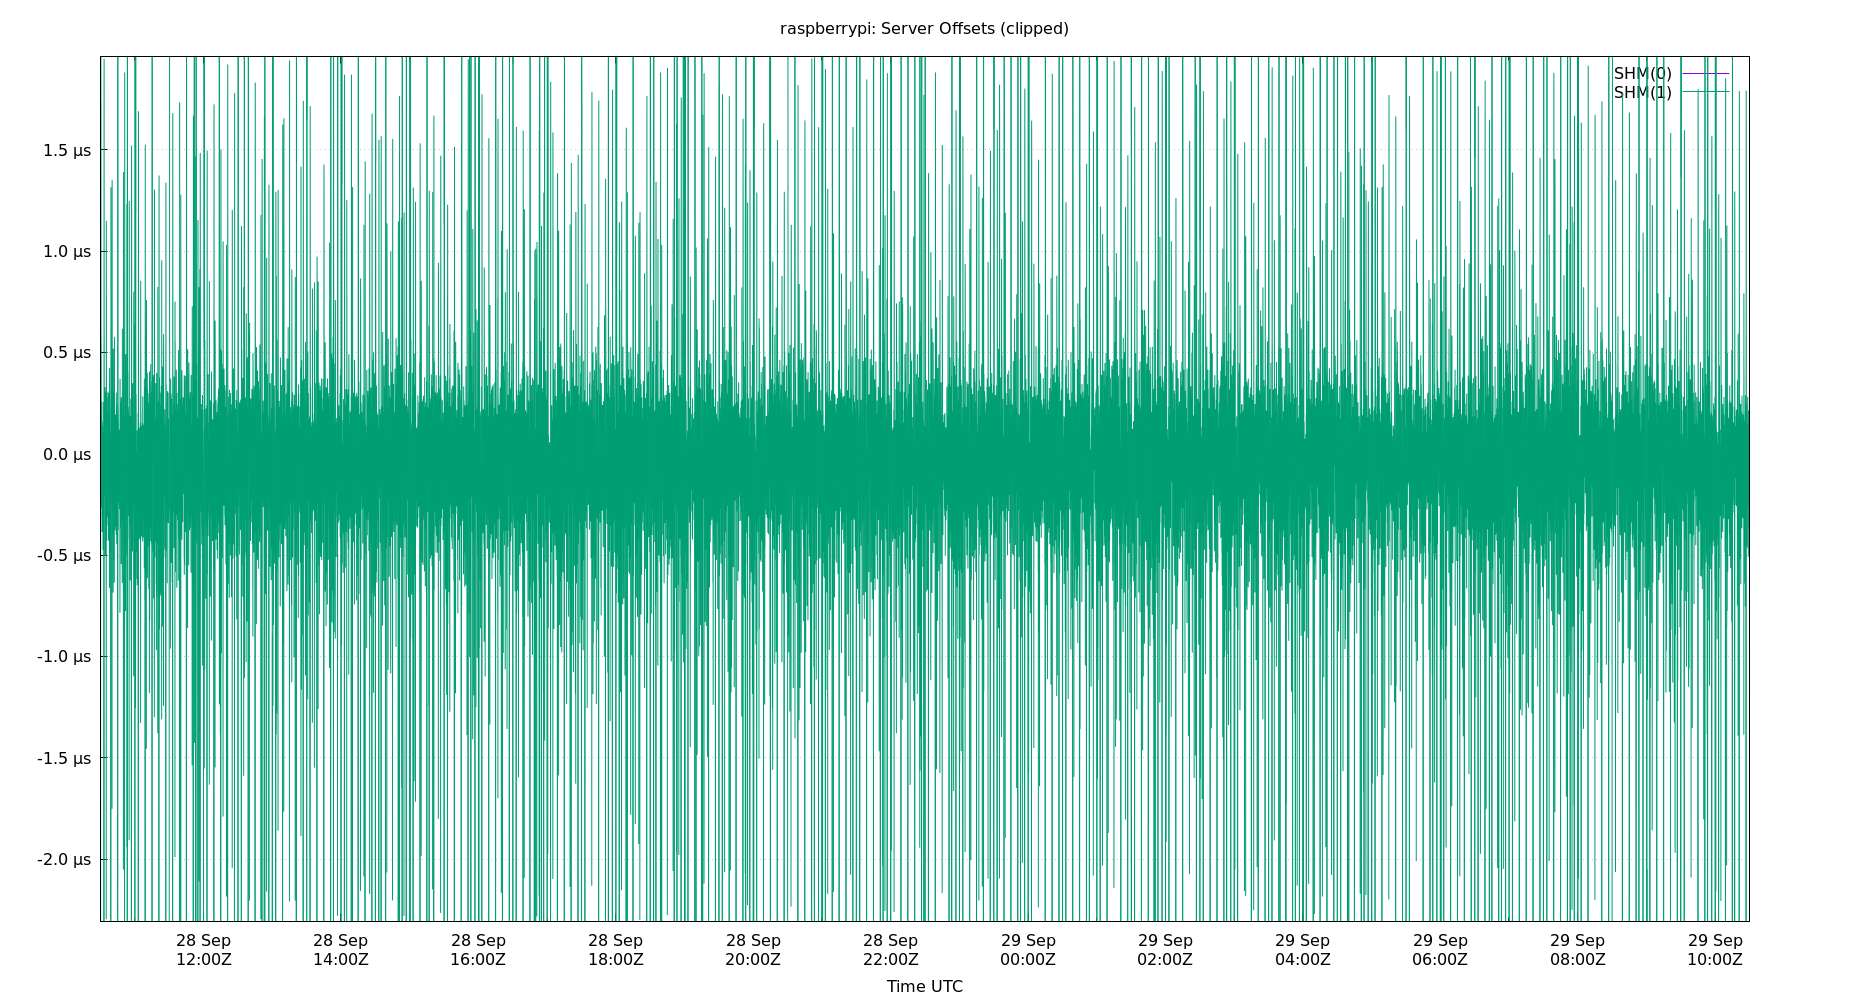 raspberrypi: Server Offsets (clipped)
SHM(0)
SHM(1)
1.5 μs
1.0 μs
0.5 μs
0.0 μs
-0.5 μs
-1.0 μs
-1.5 μs
-2.0 μs
28 Sep 28 Sep 28 Sep 28 Sep 28 Sep 28 Sep 29 Sep 29 Sep 29 Sep 29 Sep 29 Sep 29 Sep
12:00Z 14:00Z 16:00Z 18:00Z 20:00Z 22:00Z 00:00Z 02:00Z 04:00Z 06:00Z 08:00Z 10:00Z
Time UTC